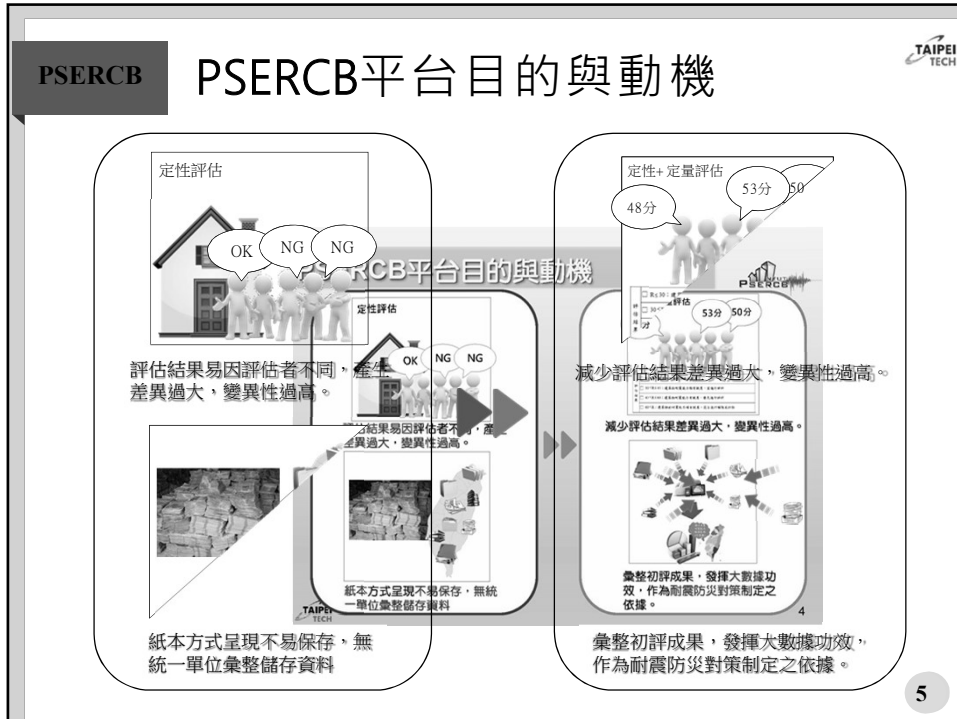 PSERCB
PSERCB平台目的與動機
TAIPEI
TECH
定性評估
OK
NG
NG
評估結果易因評估者不同，產生
差異過大，變異性過高。
紙本方式呈現不易保存，無
統一單位彙整儲存資料
定性+ 定量評估
48分
53分
50
減少評估結果差異過大，變異性過高。
彙整初評成果，發揮大數據功效，
作為耐震防災對策制定之依據。
PSERCB平台目的與動機
PSERCB
定性評估
OK
NG
NG
評估結果易因評估者不同，產生
差異過大，變異性過高。
紙本方式呈現不易保存，無統
一單位彙整儲存資料
評估
53分
50分
減少評估結果差異過大，變異性過高。
彙整初評成果，發揮大數據功
效，作為耐震防災對策制定之
依據。
TAIPEI
TECH
4
5